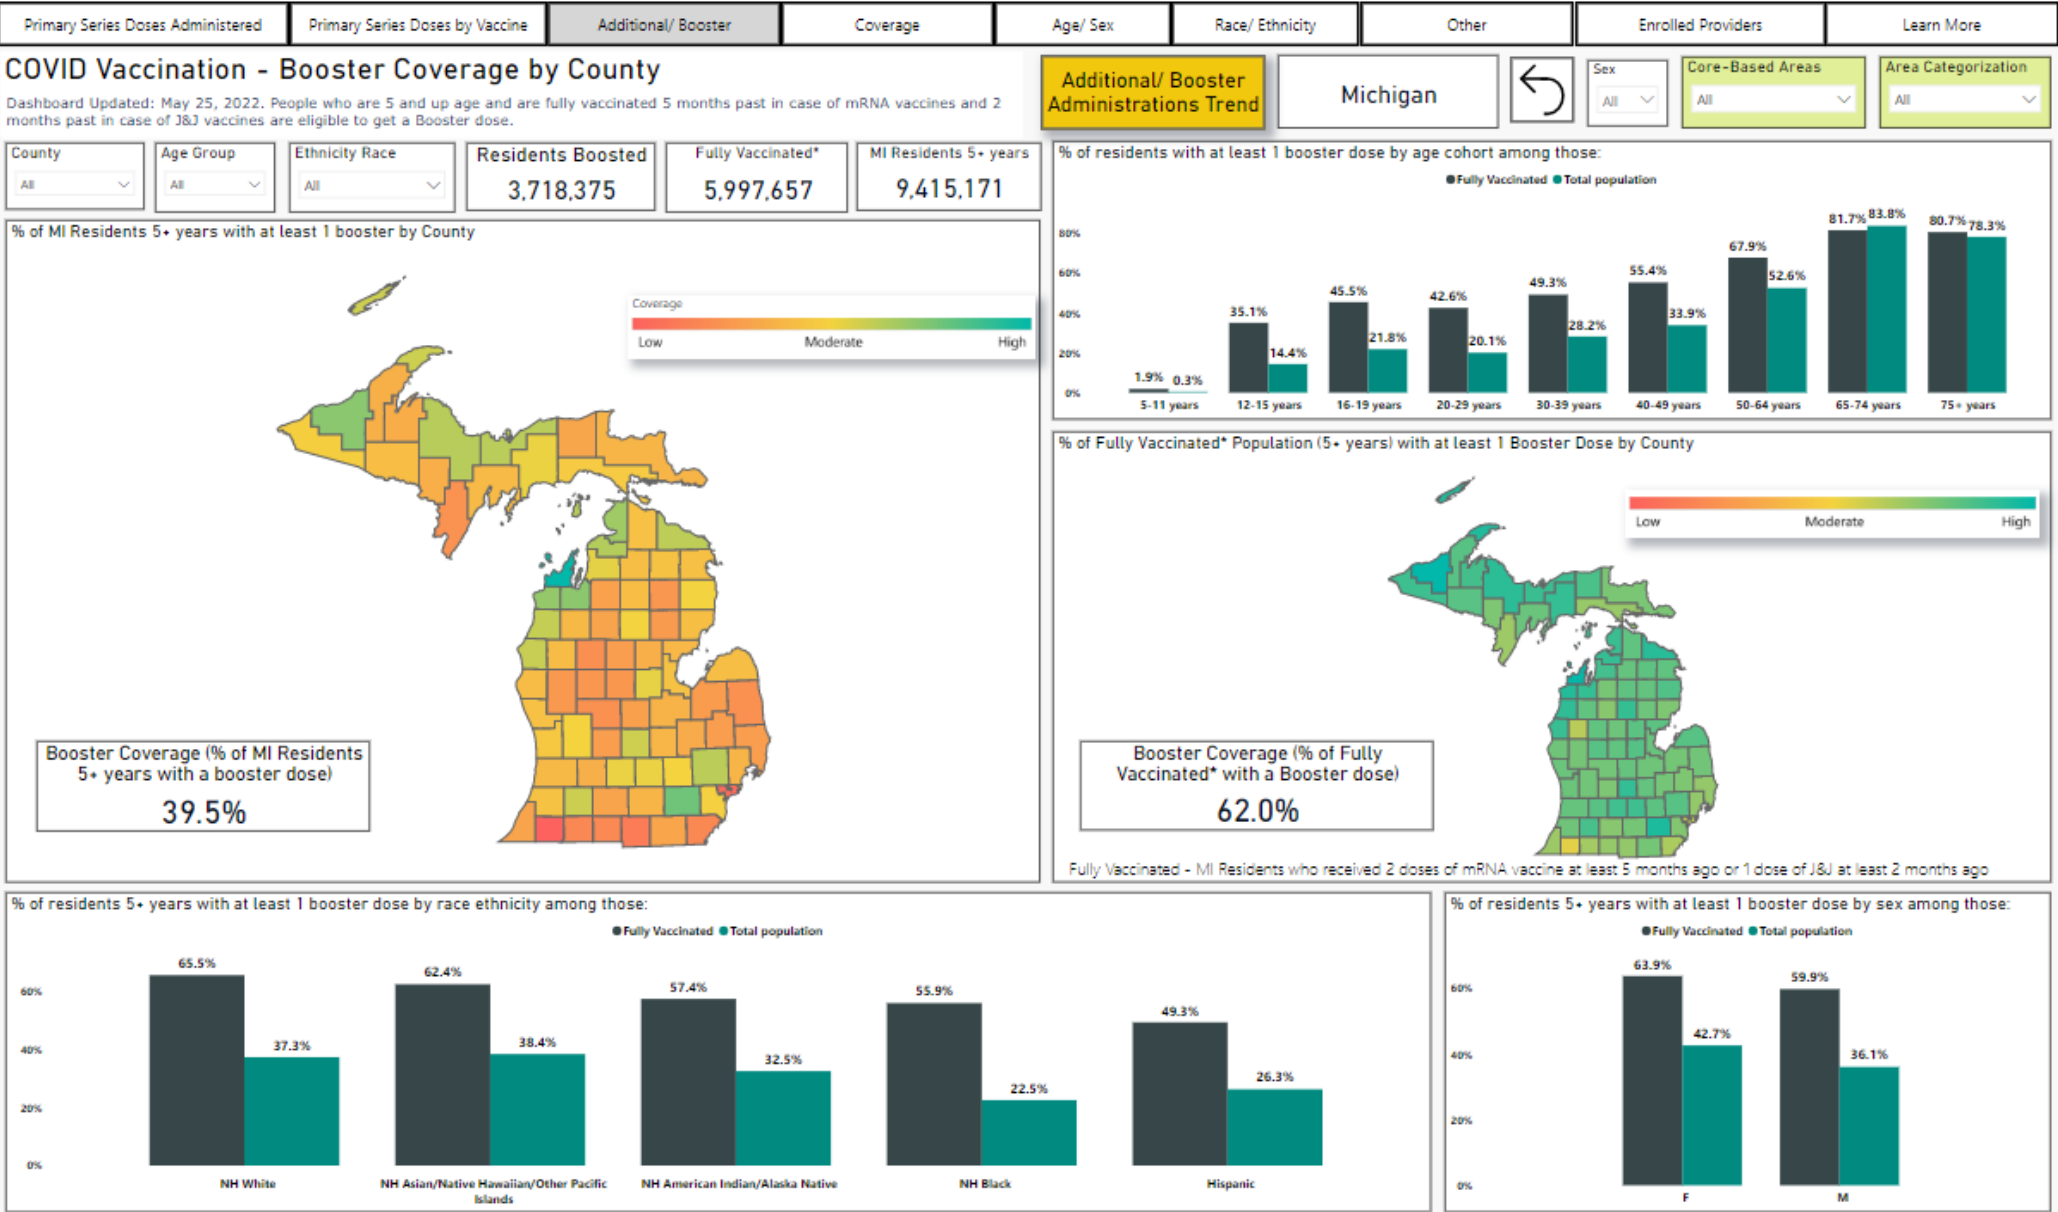 Primary Series Doses Administered
Primary Series Doses by Vaccine
Additional/ Booster
Coverage
Age/ Sex
Race/ Ethnicity
Other
Enrolled Providers
Learn More
COVID Vaccination - Booster Coverage by County
Dashboard Updated: May 25, 2022. People who are 5 and up age and are fully vaccinated 5 months past in case of mRNA vaccines and 2
months past in case of J&J vaccines are eligible to get a Booster dose.
Additional/ Booster
Administrations Trend
Michigan
Sex
All
Core-Based Areas
All
Area Categorization
All
County
All
Age Group
All
Ethnicity Race
All
Residents Boosted
3,718,375
Fully Vaccinated*
5,997,657
MI Residents 5+ years
9,415,171
% of MI Residents 5+ years with at least 1 booster by County
Coverage
Low Moderate High
Booster Coverage (% of MI Residents
5+ years with a booster dose)
39.5%
% of residents with at least 1 booster dose by age cohort among those:
Fully Vaccinated Total population
80%
60%
40%
20%
0%
1.9% 0.3%
35.1% 14.4%
45.5% 21.8%
42.6% 20.1%
49.3% 28.2%
55.4% 33.9%
67.9% 52.6%
81.7% 83.8%
80.7% 78.3%
5-11 years 12-15 years 16-19 years 20-29 years 30-39 years 40-49 years 50-64 years 65-74 years 75+ years
% of Fully Vaccinated* Population (5+ years) with at least 1 Booster Dose by County
Low Moderate High
Booster Coverage (% of Fully
Vaccinated* with a Booster dose)
62.0%
Fully Vaccinated - MI Residents who received 2 doses of mRNA vaccine at least 5 months ago or 1 dose of J&J at least 2 months ago
% of residents 5+ years with at least 1 booster dose by race ethnicity among those:
Fully Vaccinated Total population
60%
40%
20%
0%
65.5% 37.3%
62.4% 38.4%
57.4% 32.5%
55.9% 22.5%
49.3% 26.3%
NH White
NH Asian/Native Hawaiian/Other Pacific
Islands
NH American Indian/Alaska Native
NH Black
Hispanic
% of residents 5+ years with at least 1 booster dose by sex among those:
Fully Vaccinated Total population
60%
40%
20%
0%
63.9% 42.7%
59.9% 36.1%
F M